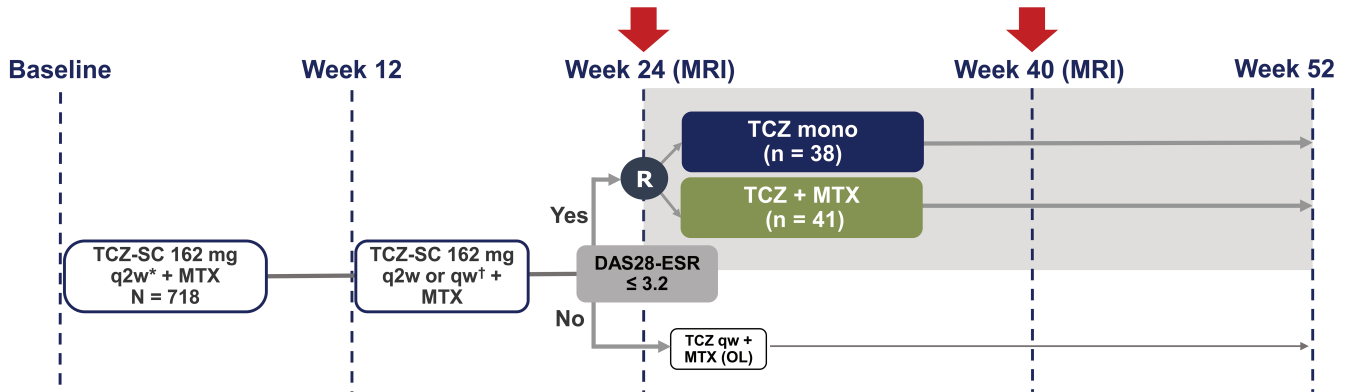 Baseline
Week 12
Week 24 (MRI)
Week 40 (MRI)
Week 52
TCZ mono
(n = 38)
R
TCZ + MTX
(n = 41)
Yes
TCZ-SC 162 mg
q2w* + MTX
N = 718
TCZ-SC 162 mg
q2w or qw† +
MTX
DAS28-ESR
≤ 3.2
No
TCZ qw +
MTX (OL)